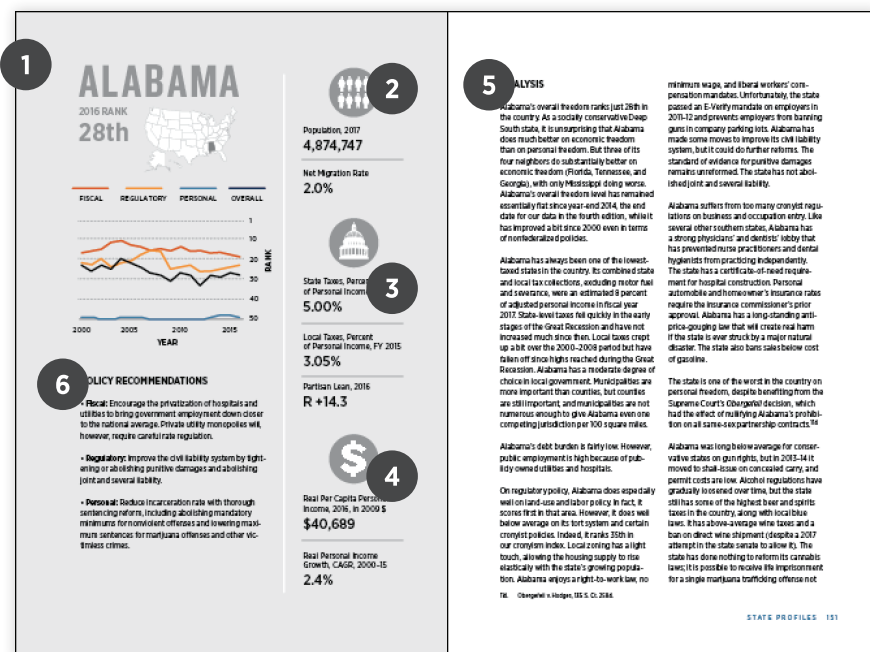 1
ALABAMA
2016 RANK
28th
FISCAL REGULATORY PERSONAL OVERALL
1
10
20
30
40
50
RANK
2000 2005 2010 2015
YEAR
6
OLICY RECOMMENDATIONS
• Fiscal: Encourage the privatization of hospitals and
utilities to bring government employment down closer
to the national average. Private utility monopolies will,
however, require careful rate regulation.
• Regulatory: Improve the civil liability system by tight-
ening or abolishing punitive damages and abolishing
joint and several liability.
• Personal: Reduce incarceration rate with thorough
sentencing reform, including abolishing mandatory
minimums for nonviolent offenses and lowering maxi-
mum sentences for marijuana offenses and other vic-
timless crimes.
2
Population, 2017
4,874,747
Net Migration Rate
2.0%
3
State Taxes, Perce
of Personal Incom
5.00%
Local Taxes, Percent
of Personal Income, FY 2015
3.05%
Partisan Lean, 2016
R +14.3
$
4
Real Per Capita Person
Income, 2016, in 2009 $
$40,689
Real Personal Income
Growth, CAGR, 2000–15
2.4%
5
ALYSIS
Alabama's overall freedom ranks just 28th in
the country. As a socially conservative Deep
South state, it is unsurprising that Alabama
does much better on economic freedom
than on personal freedom. But three of its
four neighbors do substantially better on
economic freedom (Florida, Tennessee, and
Georgia), with only Mississippi doing worse.
Alabama's overall freedom level has remained
essentially flat since year-end 2014, the end
date for our data in the fourth edition, while it
has improved a bit since 2000 even in terms
of nonfederalized policies.
Alabama has always been one of the lowest-
taxed states in the country. Its combined state
and local tax collections, excluding motor fuel
and severance, were an estimated 8 percent
of adjusted personal income in fiscal year
2017. State-level taxes fell quickly in the early
stages of the Great Recession and have not
increased much since then. Local taxes crept
up a bit over the 2000–2008 period but have
fallen off since highs reached during the Great
Recession. Alabama has a moderate degree of
choice in local government. Municipalities are
more important than counties, but counties
are still important, and municipalities are not
numerous enough to give Alabama even one
competing jurisdiction per 100 square miles.
Alabama's debt burden is fairly low. However,
public employment is high because of pub-
licly owned utilities and hospitals.
On regulatory policy, Alabama does especially
well on land-use and labor policy. In fact, it
scores first in that area. However, it does well
below average on its tort system and certain
cronyist policies. Indeed, it ranks 35th in
our cronyism index. Local zoning has a light
touch, allowing the housing supply to rise
elastically with the state's growing popula-
tion. Alabama enjoys a right-to-work law, no
minimum wage, and liberal workers' com-
pensation mandates. Unfortunately, the state
passed an E-Verify mandate on employers in
2011–12 and prevents employers from banning
guns in company parking lots. Alabama has
made some moves to improve its civil liability
system, but it could do further reforms. The
standard of evidence for punitive damages
remains unreformed. The state has not abol-
ished joint and several liability.
Alabama suffers from too many cronyist regu-
lations on business and occupation entry. Like
several other southern states, Alabama has
a strong physicians' and dentists' lobby that
has prevented nurse practitioners and dental
hygienists from practicing independently.
The state has a certificate-of-need require-
ment for hospital construction. Personal
automobile and homeowner's insurance rates
require the insurance commissioner's prior
approval. Alabama has a long-standing anti-
price-gouging law that will create real harm
if the state is ever struck by a major natural
disaster. The state also bans sales below cost
of gasoline.
The state is one of the worst in the country on
personal freedom, despite benefiting from the
Supreme Court's Obergefell decision, which
had the effect of nullifying Alabama's prohibi-
tion on all same-sex partnership contracts.
Alabama was long below average for conser-
vative states on gun rights, but in 2013–14 it
moved to shall-issue on concealed carry, and
permit costs are low. Alcohol regulations have
gradually loosened over time, but the state
still has some of the highest beer and spirits
taxes in the country, along with local blue
laws. It has above-average wine taxes and a
ban on direct wine shipment (despite a 2017
attempt in the state senate to allow it). The
state has done nothing to reform its cannabis
laws; it is possible to receive life imprisonment
for a single marijuana trafficking offense not
Obergefell v. Hodges, 135 S. Ct. 2584.
STATE PROFILES 151